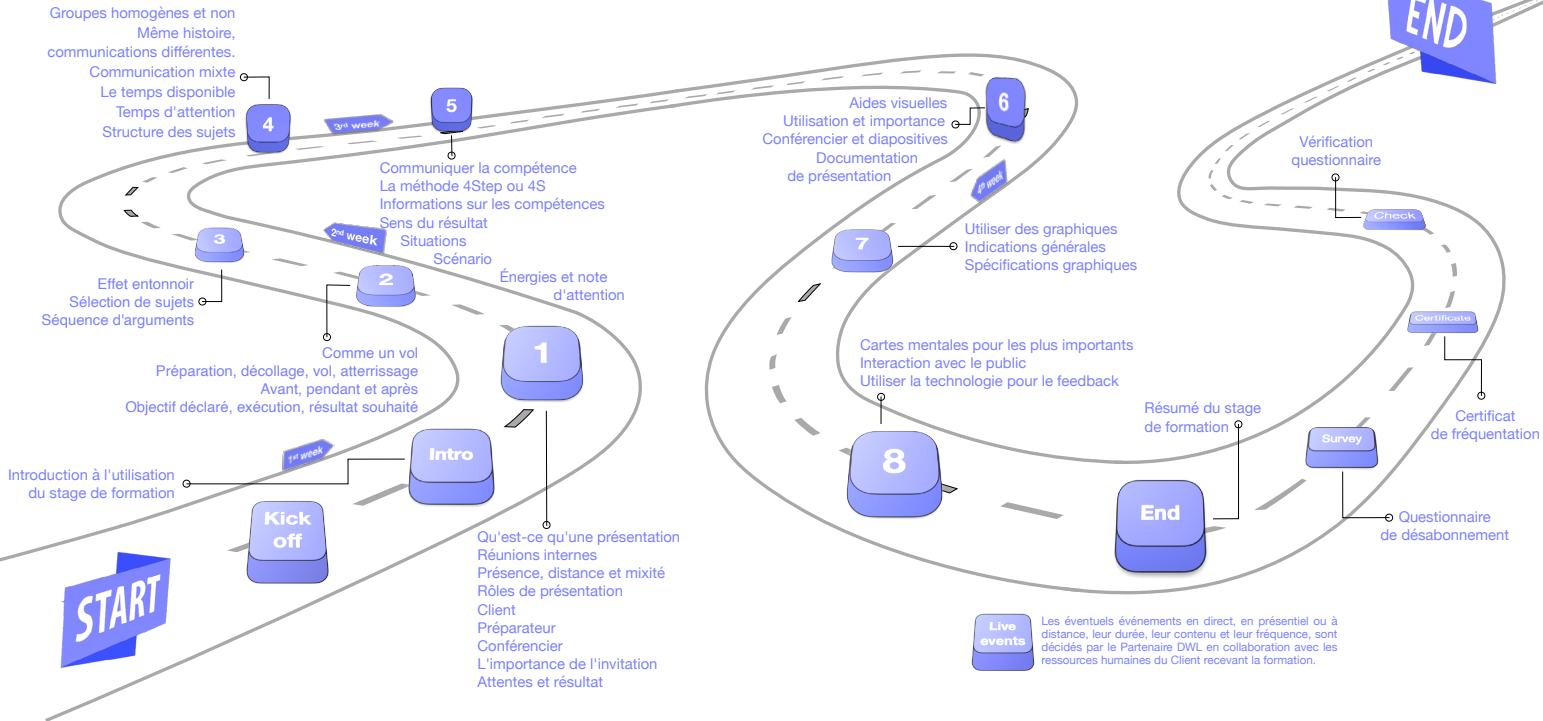 START
Kick
off
1st week
Introduction à l'utilisation
du stage de formation
Intro
1
Qu'est-ce qu'une présentation
Réunions internes
Présence, distance et mixité
Rôles de présentation
Client
Préparateur
Conférencier
L'importance de l'invitation
Attentes et résultat
Énergies et note
d'attention
2
Comme un vol
Préparation, décollage, vol, atterrissage
Avant, pendant et après
Objectif déclaré, exécution, résultat souhaité
2nd week
3
Effet entonnoir
Sélection de sujets
Séquence d'arguments
4
Groupes homogènes et non
Même histoire,
communications différentes.
Communication mixte
Le temps disponible
Temps d'attention
Structure des sujets
3rd week
5
Communiquer la compétence
La méthode 4Step ou 4S
Informations sur les compétences
Sens du résultat
Situations
Scénario
6
Aides visuelles
Utilisation et importance
Conférencier et diapositives
Documentation
de présentation
4th week
7
Utiliser des graphiques
Indications générales
Spécifications graphiques
8
Cartes mentales pour les plus importants
Interaction avec le public
Utiliser la technologie pour le feedback
End
Résumé du stage
de formation
Survey
Questionnaire
de désabonnement
Certificate
Certificat
de fréquentation
Check
Vérification
questionnaire
END
Live
events
Les éventuels événements en direct, en présentiel ou à
distance, leur durée, leur contenu et leur fréquence, sont
décidés par le Partenaire DWL en collaboration avec les
ressources humaines du Client recevant la formation.